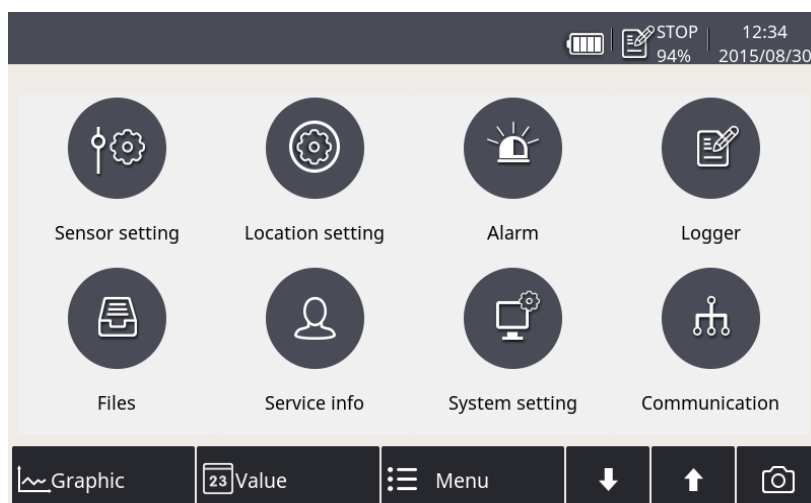 STOP 12:34
94% 2015/08/30
Sensor setting Location setting Alarm Logger
Files Service info System setting Communication
Graphic 23 Value Menu